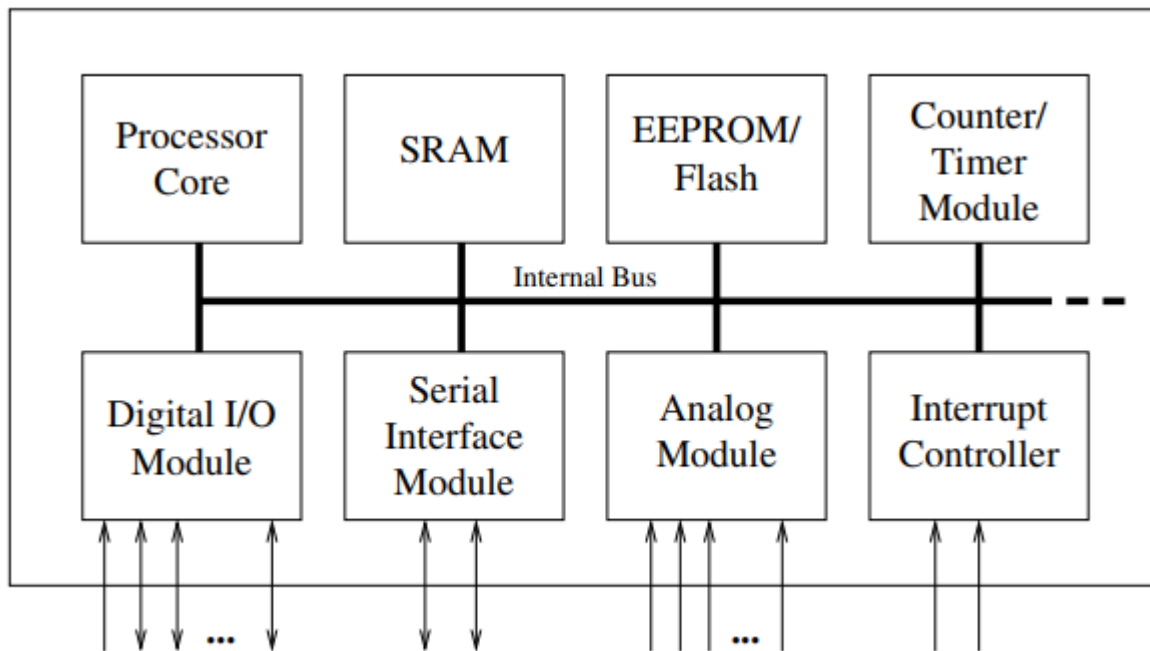 Processor
Core
SRAM
EEPROM/
Flash
Counter/
Timer
Module
Internal Bus
Digital I/O
Module
Serial
Interface
Module
Analog
Module
Interrupt
Controller
...
...